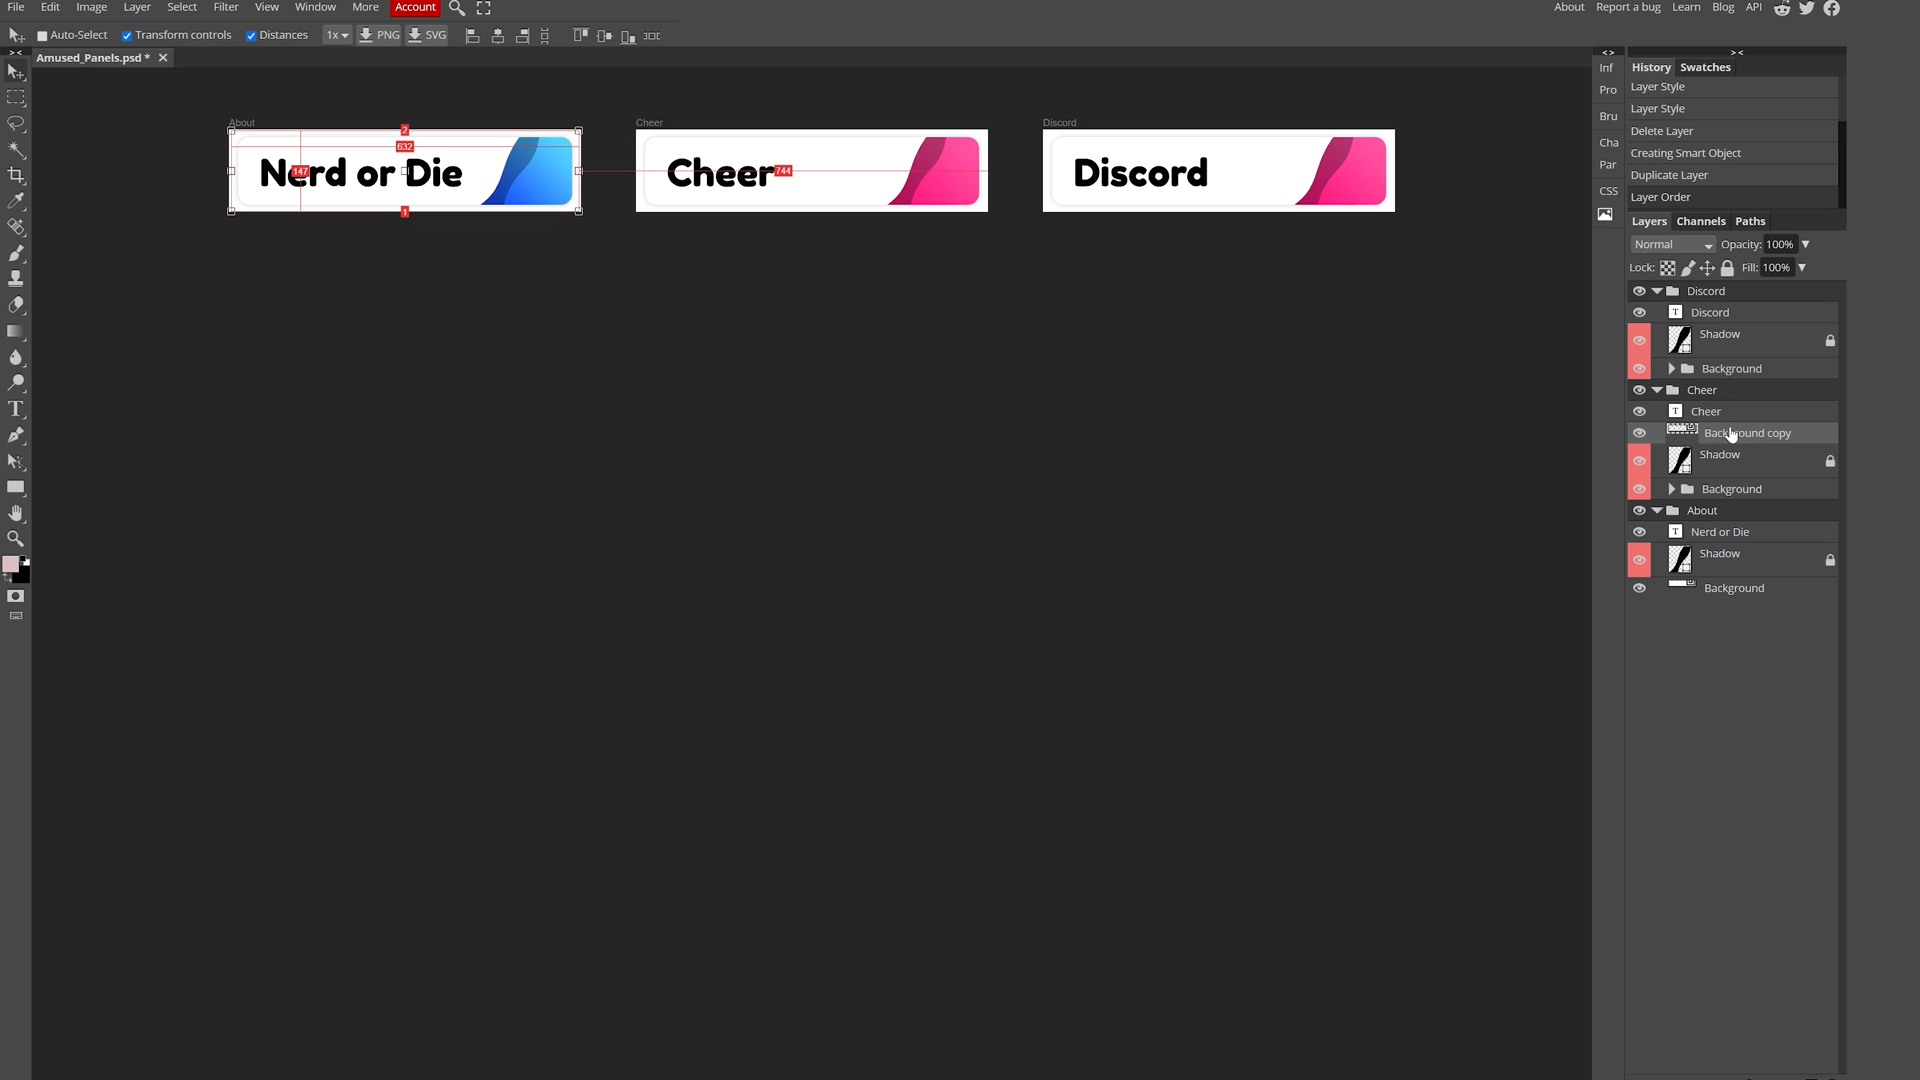 File Edit Image Layer Select Filter View Window More Account About Report a bug Learn Blog API
Auto-Select Transform controls Distances 1x PNG SVG
Amused_Panels.psd *
Inf
Pro
Bru
Cha
Par
CSS
History Swatches
Layer Style
Layer Style
Delete Layer
Creating Smart Object
Duplicate Layer
Layer Order
Layers Channels Paths
Normal Opacity: 100%
Lock: Fill: 100%
Discord
T Discord
Shadow
Background
Cheer
T Cheer
Background copy
Shadow
Background
About
T Nerd or Die
Shadow
Background
About
2
632
147
Nerd or Die
1
Cheer
Cheer
744
Discord
Discord